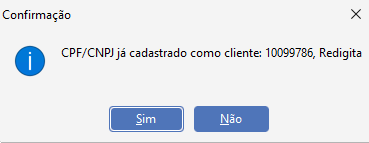 Confirmação
CPF/CNPJ já cadastrado como cliente: 10099786, Redigita
Sim
Não